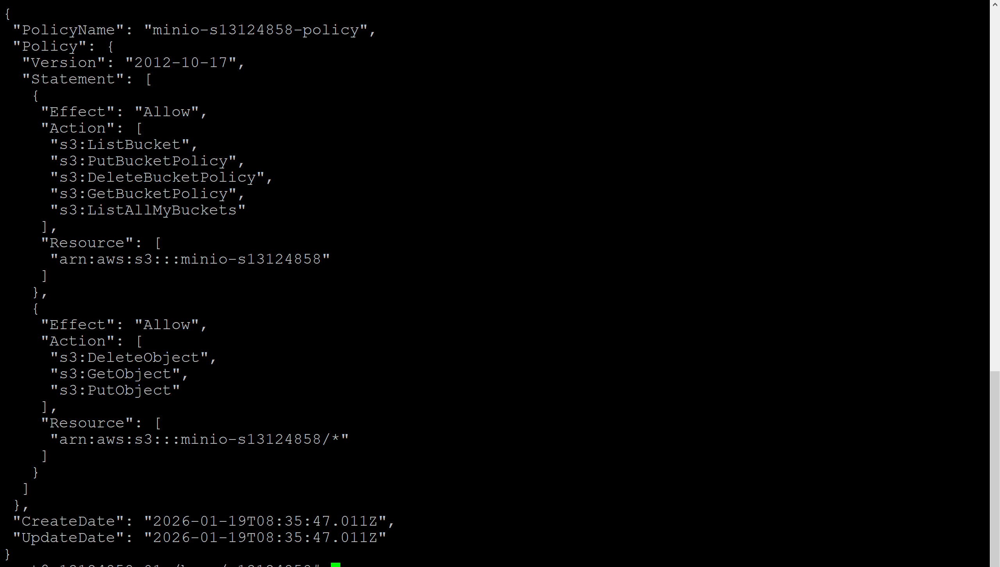 {
 "PolicyName": "minio-s13124858-policy",
 "Policy": {
  "Version": "2012-10-17",
  "Statement": [
   {
    "Effect": "Allow",
    "Action": [
     "s3:ListBucket",
     "s3:PutBucketPolicy",
     "s3:DeleteBucketPolicy",
     "s3:GetBucketPolicy",
     "s3:ListAllMyBuckets"
    ],
    "Resource": [
     "arn:aws:s3:::minio-s13124858"
    ]
   },
   {
    "Effect": "Allow",
    "Action": [
     "s3:DeleteObject",
     "s3:GetObject",
     "s3:PutObject"
    ],
    "Resource": [
     "arn:aws:s3:::minio-s13124858/*"
    ]
   }
  ]
 },
 "CreateDate": "2026-01-19T08:35:47.011Z",
 "UpdateDate": "2026-01-19T08:35:47.011Z"
}